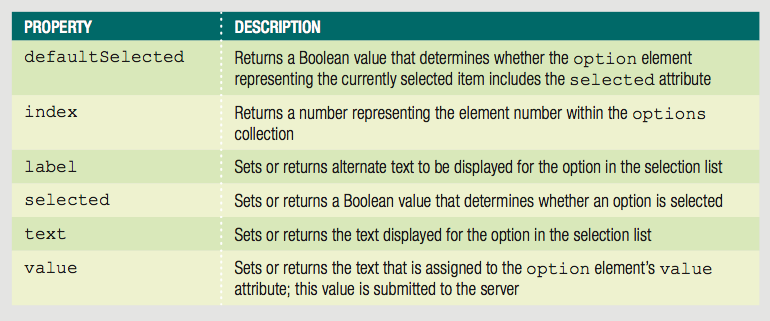 PROPERTY DESCRIPTION
defaultSelected Returns a Boolean value that determines whether the option element
representing the currently selected item includes the selected attribute
index Returns a number representing the element number within the options
collection
label Sets or returns alternate text to be displayed for the option in the selection list
selected Sets or returns a Boolean value that determines whether an option is selected
text Sets or returns the text displayed for the option in the selection list
value Sets or returns the text that is assigned to the option element’s value
attribute; this value is submitted to the server